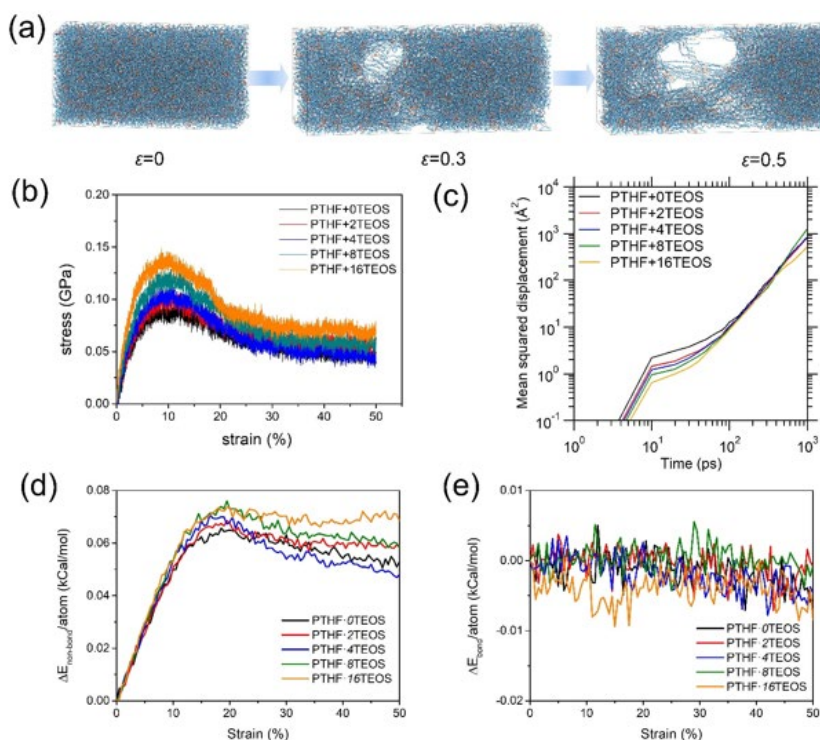 (a)
ε=0 ε=0.3 ε=0.5
(b)
stress (GPa)
0.20
0.15
0.10
0.05
0.00
PTHF+0TEOS
PTHF+2TEOS
PTHF+4TEOS
PTHF+8TEOS
PTHF+16TEOS
0 10 20 30 40 50
strain (%)
(c)
Mean squared displacement (Å²)
10⁴
10³
10²
10¹
10⁰
10⁻¹
PTHF+0TEOS
PTHF+2TEOS
PTHF+4TEOS
PTHF+8TEOS
PTHF+16TEOS
10⁰ 10¹ 10² 10³
Time (ps)
(d)
ΔEnon-bond/atom (kCal/mol)
0.08
0.06
0.04
0.02
0.00
PTHF·0TEOS
PTHF·2TEOS
PTHF·4TEOS
PTHF·8TEOS
PTHF·16TEOS
0 10 20 30 40 50
Strain (%)
(e)
ΔEbond/atom (kCal/mol)
0.01
0.00
-0.01
-0.02
PTHF·0TEOS
PTHF·2TEOS
PTHF·4TEOS
PTHF·8TEOS
PTHF·16TEOS
0 10 20 30 40 50
Strain (%)